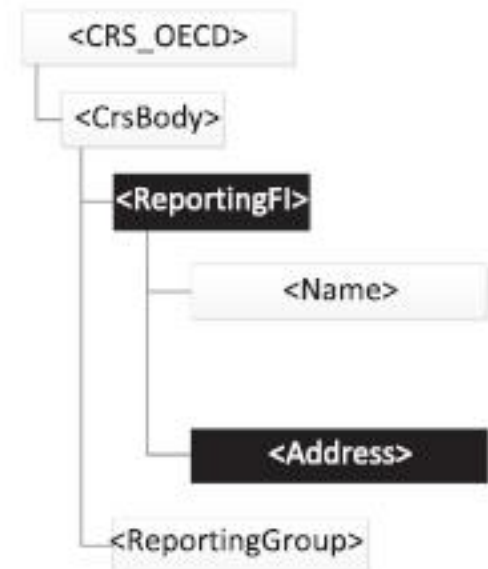 <CRS_OECD>
<CrsBody>
<ReportingFI>
<Name>
<Address>
<ReportingGroup>